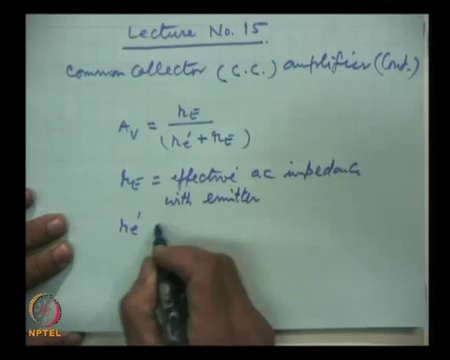 Lecture No. 15.
Common Collector (C.C.) amplifier (Cont.)
A_V = r_E / (r_e' + r_E)
r_E = effective ac impedance
with emitter
r_e'
NPTEL